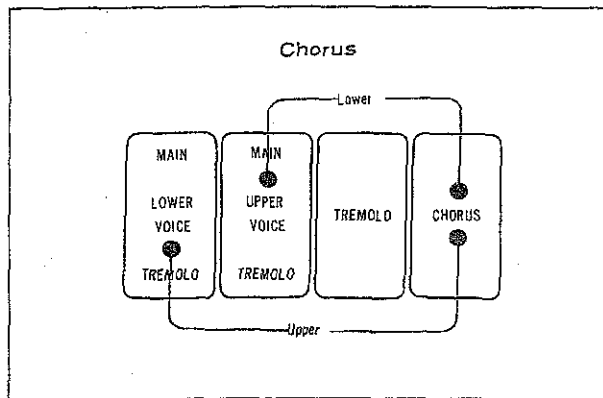 Chorus
Lower
MAIN
LOWER
VOICE
TREMOLO
MAIN
UPPER
VOICE
TREMOLO
TREMOLO
CHORUS
Upper